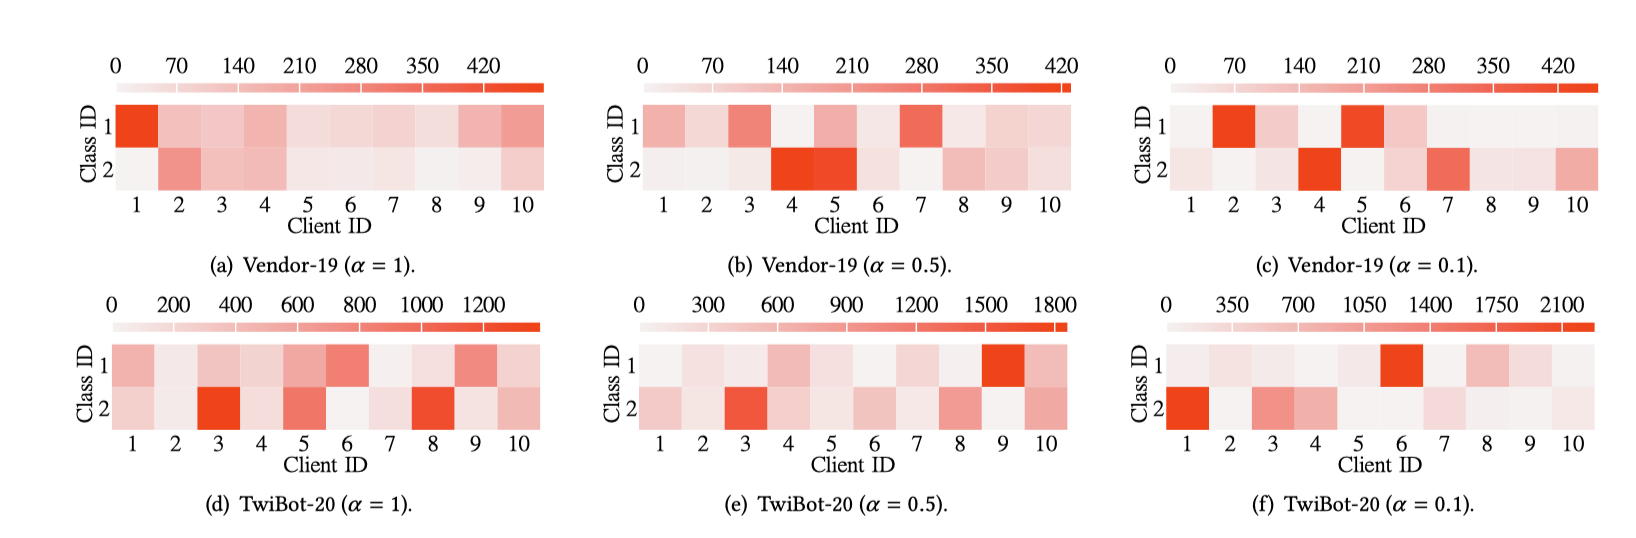 0 70 140 210 280 350 420
Class ID
1
2
1 2 3 4 5 6 7 8 9 10
Client ID
(a) Vendor-19 (α = 1).
0 70 140 210 280 350 420
Class ID
1
2
1 2 3 4 5 6 7 8 9 10
Client ID
(b) Vendor-19 (α = 0.5).
0 70 140 210 280 350 420
Class ID
1
2
1 2 3 4 5 6 7 8 9 10
Client ID
(c) Vendor-19 (α = 0.1).
0 200 400 600 800 1000 1200
Class ID
1
2
1 2 3 4 5 6 7 8 9 10
Client ID
(d) TwiBot-20 (α = 1).
0 300 600 900 1200 1500 1800
Class ID
1
2
1 2 3 4 5 6 7 8 9 10
Client ID
(e) TwiBot-20 (α = 0.5).
0 350 700 1050 1400 1750 2100
Class ID
1
2
1 2 3 4 5 6 7 8 9 10
Client ID
(f) TwiBot-20 (α = 0.1).